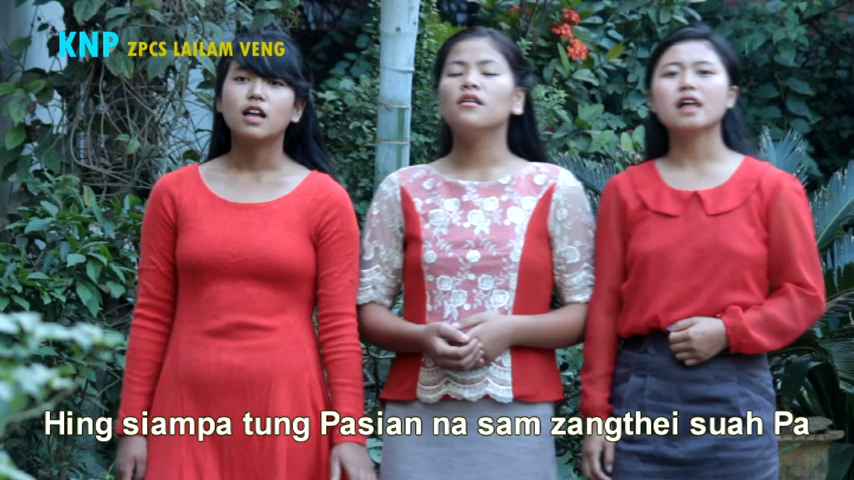 KNP ZPCS LAILAM VENG
Hing siampa tung Pasian na sam zangthei suah Pa